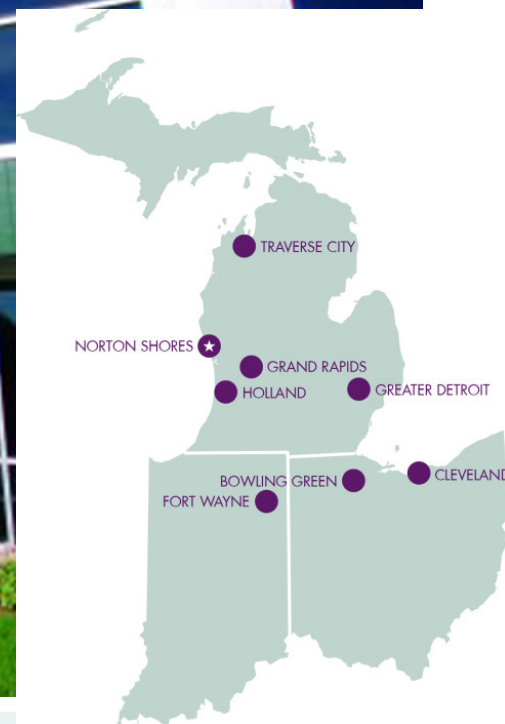 TRAVERSE CITY
NORTON SHORES
GRAND RAPIDS
HOLLAND
GREATER DETROIT
BOWLING GREEN
CLEVELAND
FORT WAYNE